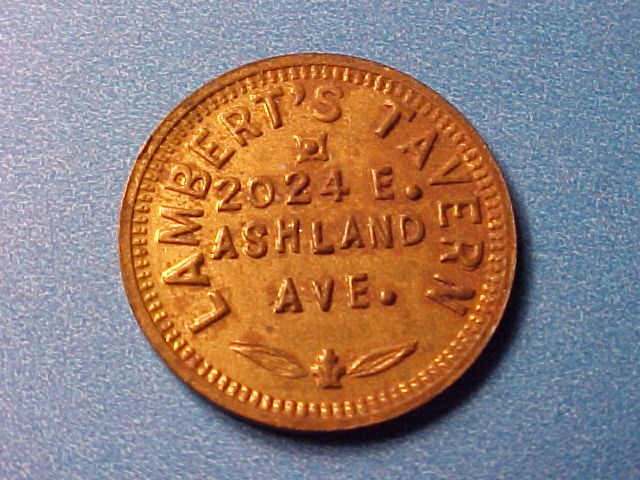 LAMBERT'S TAVERN
2024 E.
ASHLAND
AVE.